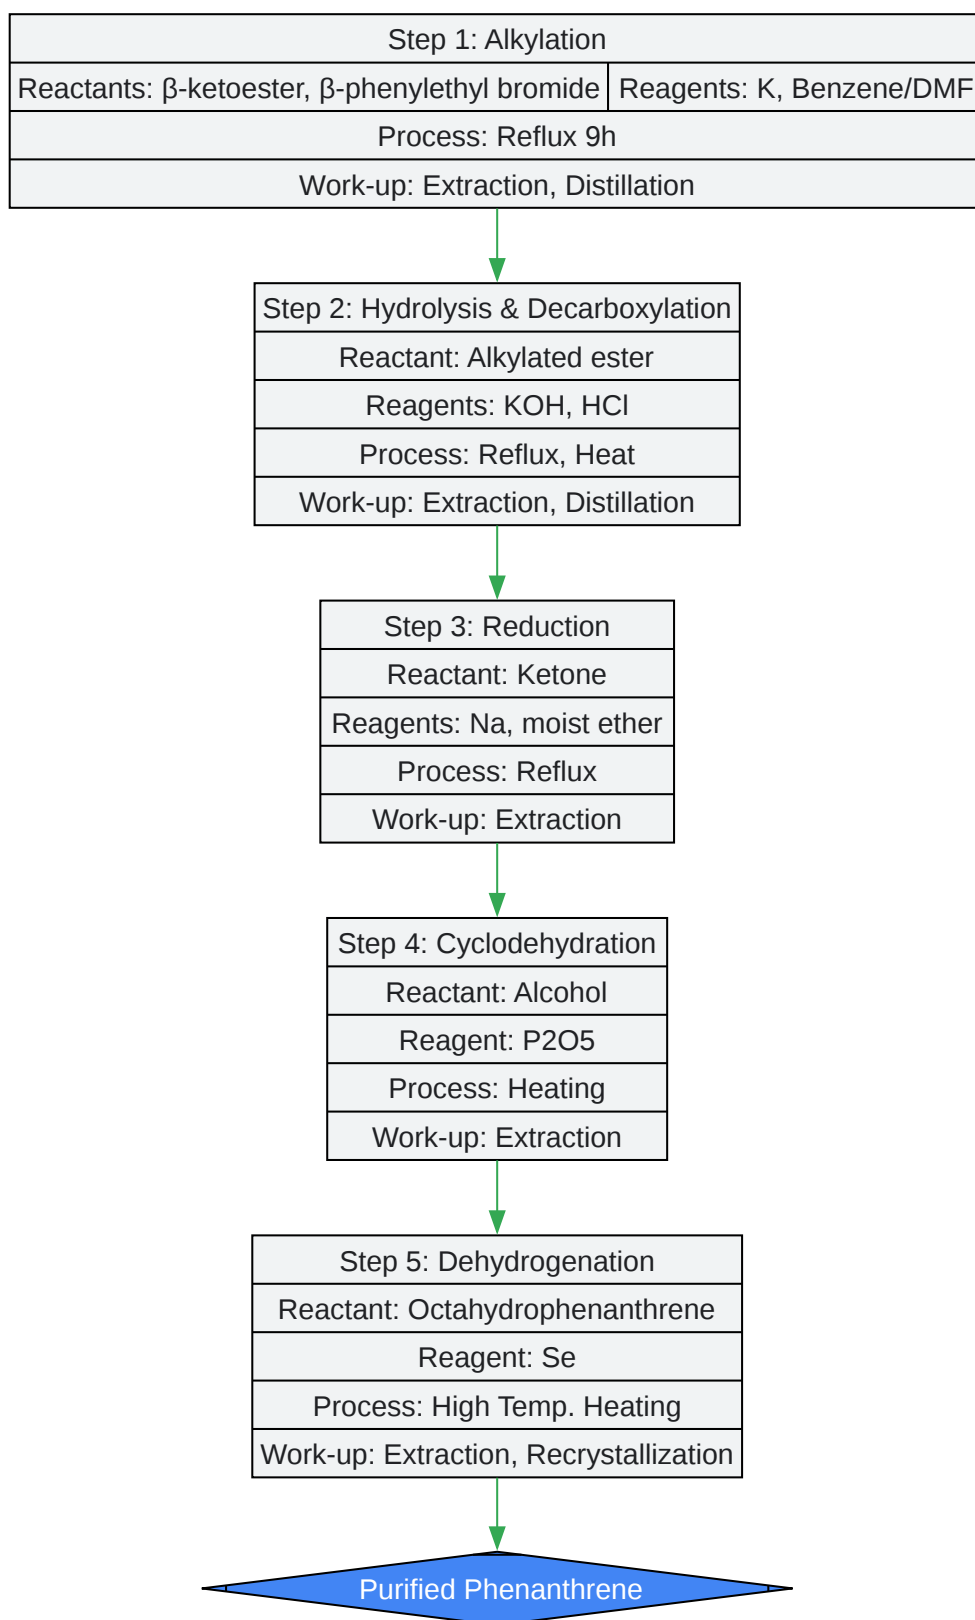 Step 1: Alkylation
Reactants: β-ketoester, β-phenylethyl bromide
Reagents: K, Benzene/DMF
Process: Reflux 9h
Work-up: Extraction, Distillation
Step 2: Hydrolysis & Decarboxylation
Reactant: Alkylated ester
Reagents: KOH, HCl
Process: Reflux, Heat
Work-up: Extraction, Distillation
Step 3: Reduction
Reactant: Ketone
Reagents: Na, moist ether
Process: Reflux
Work-up: Extraction
Step 4: Cyclodehydration
Reactant: Alcohol
Reagent: P2O5
Process: Heating
Work-up: Extraction
Step 5: Dehydrogenation
Reactant: Octahydrophenanthrene
Reagent: Se
Process: High Temp. Heating
Work-up: Extraction, Recrystallization
Purified Phenanthrene